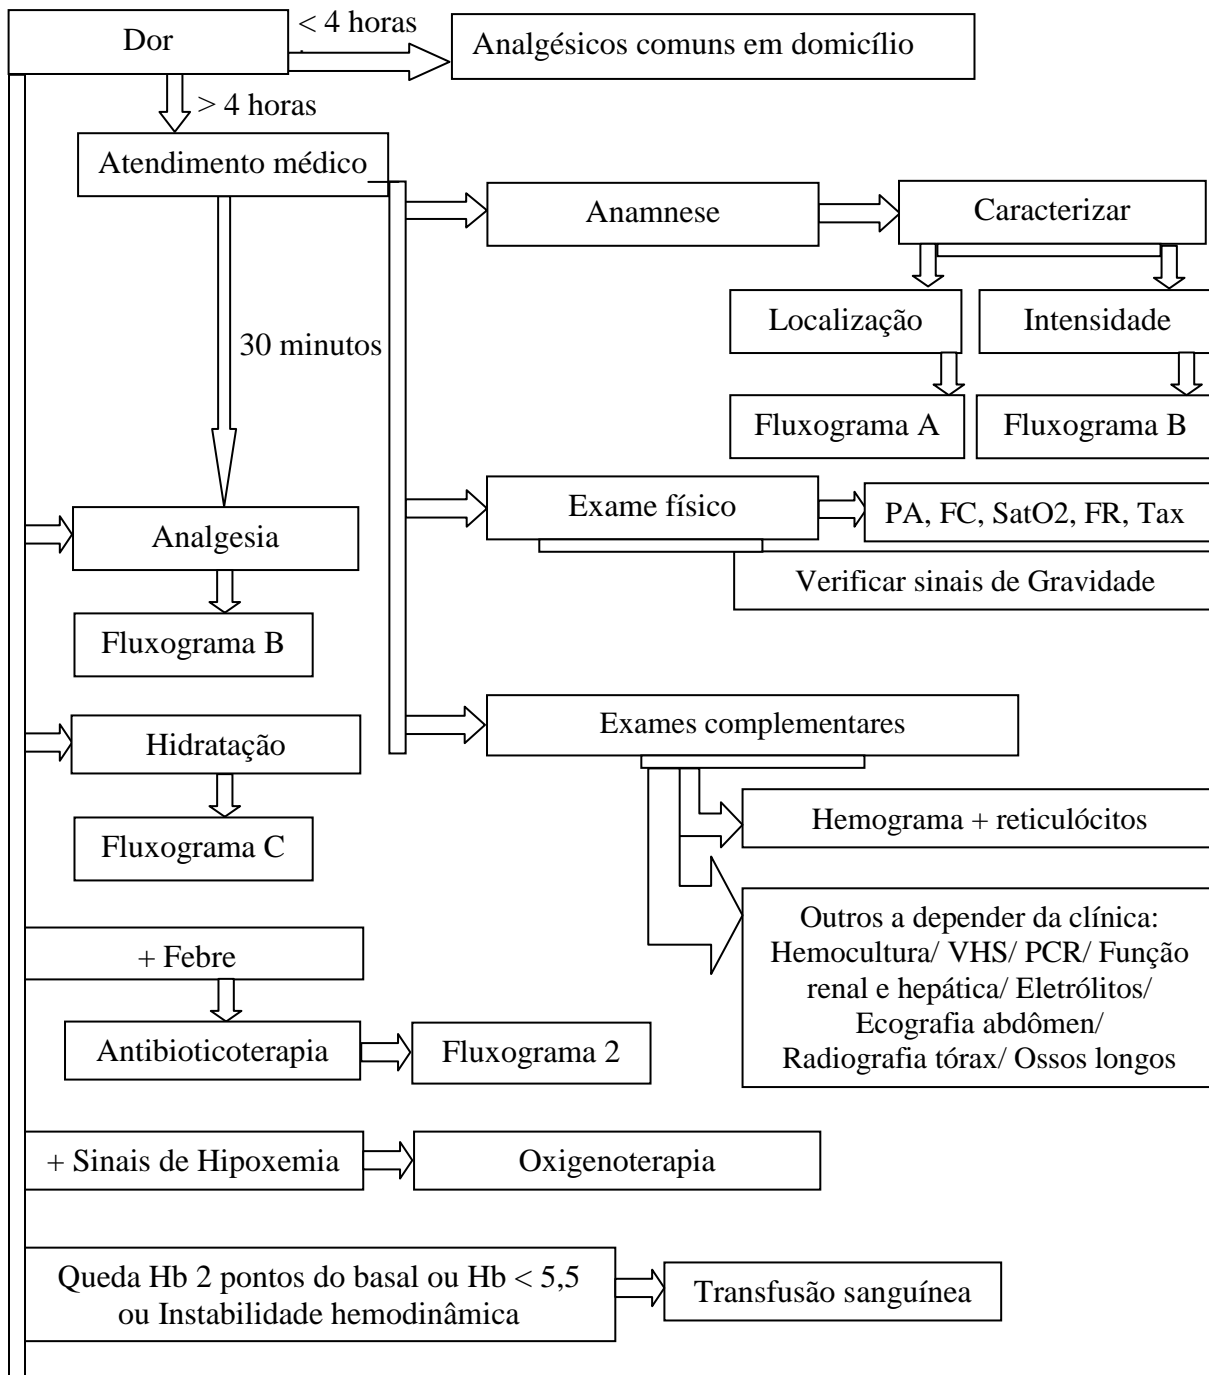 Dor
< 4 horas
Analgésicos comuns em domicílio
> 4 horas
Atendimento médico
Anamnese
Caracterizar
Localização
Intensidade
30 minutos
Fluxograma A
Fluxograma B
Exame físico
PA, FC, SatO2, FR, Tax
Analgesia
Verificar sinais de Gravidade
Fluxograma B
Exames complementares
Hidratação
Hemograma + reticulócitos
Fluxograma C
Outros a depender da clínica:
Hemocultura/ VHS/ PCR/ Função
renal e hepática/ Eletrólitos/
Ecografia abdômen/
Radiografia tórax/ Ossos longos
+ Febre
Antibioticoterapia
Fluxograma 2
+ Sinais de Hipoxemia
Oxigenoterapia
Queda Hb 2 pontos do basal ou Hb < 5,5
ou Instabilidade hemodinâmica
Transfusão sanguínea